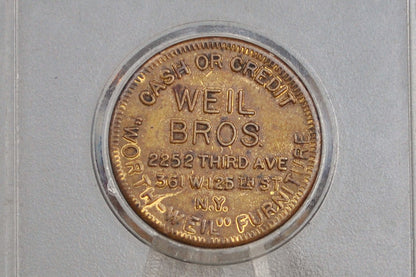 CASH OR CREDIT
WEIL
BROS.
2252 THIRD AVE
361 W. 125TH ST
N.Y.
"WORTH-WEIL" FURNITURE